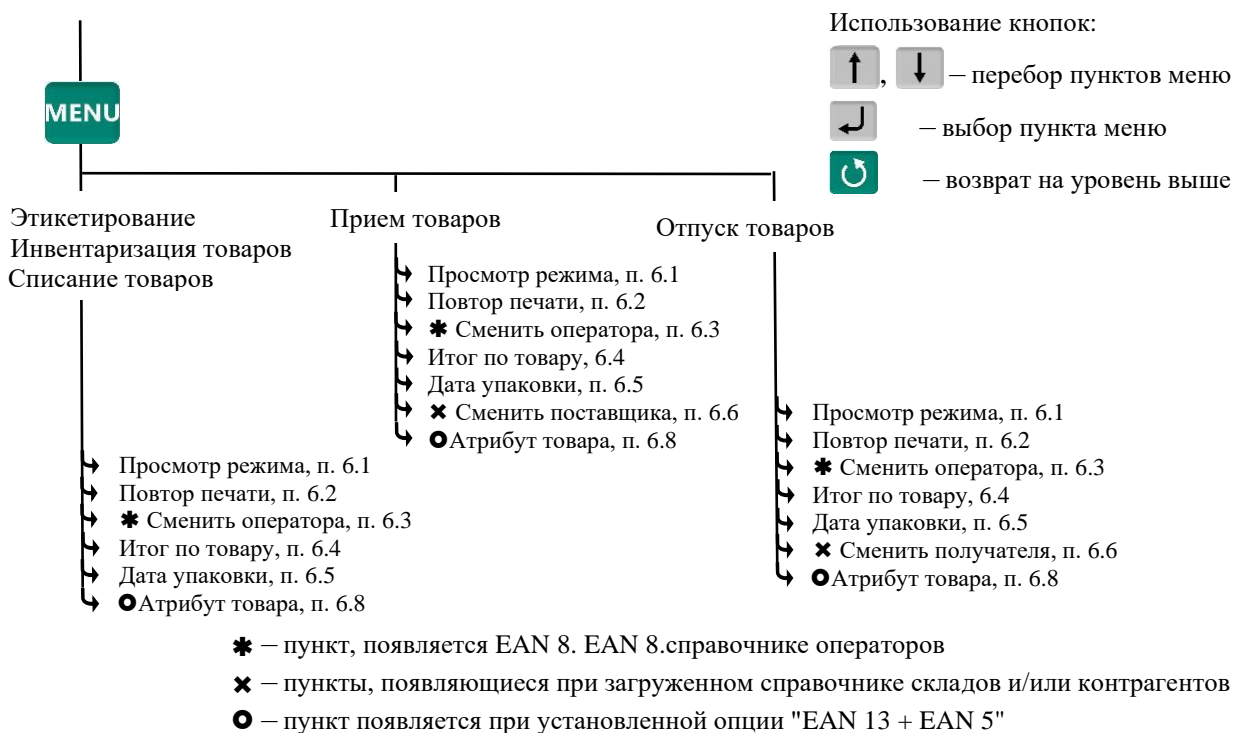 Использование кнопок:
↑, ↓ – перебор пунктов меню
– выбор пункта меню
– возврат на уровень выше
MENU
Этикетирование
Инвентаризация товаров
Списание товаров
Просмотр режима, п. 6.1
Повтор печати, п. 6.2
✱ Сменить оператора, п. 6.3
Итог по товару, п. 6.4
Дата упаковки, п. 6.5
Атрибут товара, п. 6.8
Прием товаров
Просмотр режима, п. 6.1
Повтор печати, п. 6.2
✱ Сменить оператора, п. 6.3
Итог по товару, 6.4
Дата упаковки, п. 6.5
✖ Сменить поставщика, п. 6.6
Атрибут товара, п. 6.8
Отпуск товаров
Просмотр режима, п. 6.1
Повтор печати, п. 6.2
✱ Сменить оператора, п. 6.3
Итог по товару, 6.4
Дата упаковки, п. 6.5
✖ Сменить получателя, п. 6.6
Атрибут товара, п. 6.8
✱ – пункт, появляется EAN 8. EAN 8.справочнике операторов
✖ – пункты, появляющиеся при загруженном справочнике складов и/или контрагентов
– пункт появляется при установленной опции "EAN 13 + EAN 5"